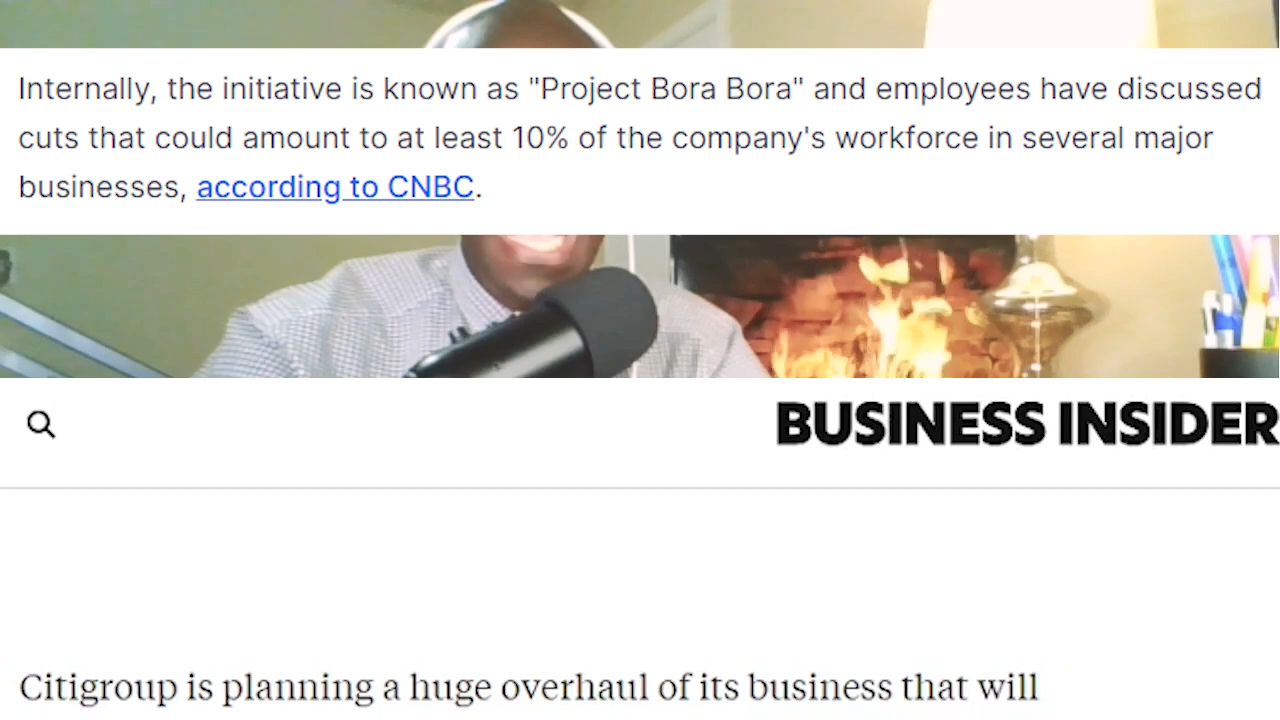 Internally, the initiative is known as "Project Bora Bora" and employees have discussed
cuts that could amount to at least 10% of the company's workforce in several major
businesses, according to CNBC.
BUSINESS INSIDER
Citigroup is planning a huge overhaul of its business that will